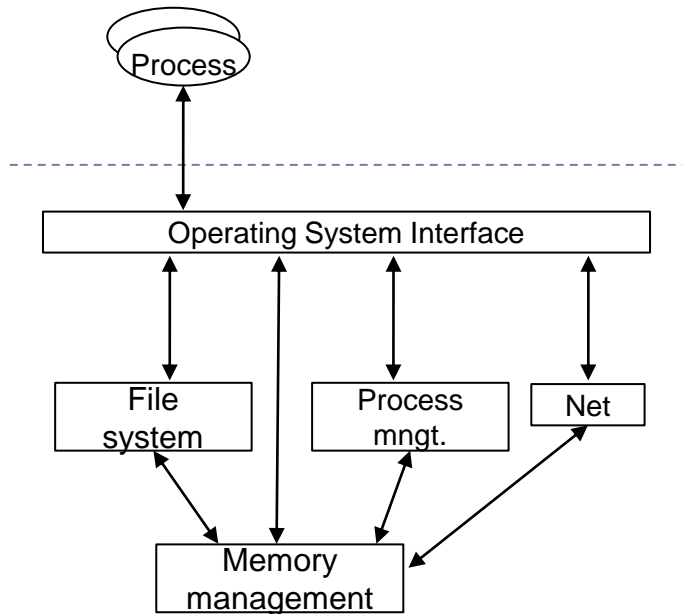 Process
Operating System Interface
File
system
Process
mngt.
Net
Memory
management